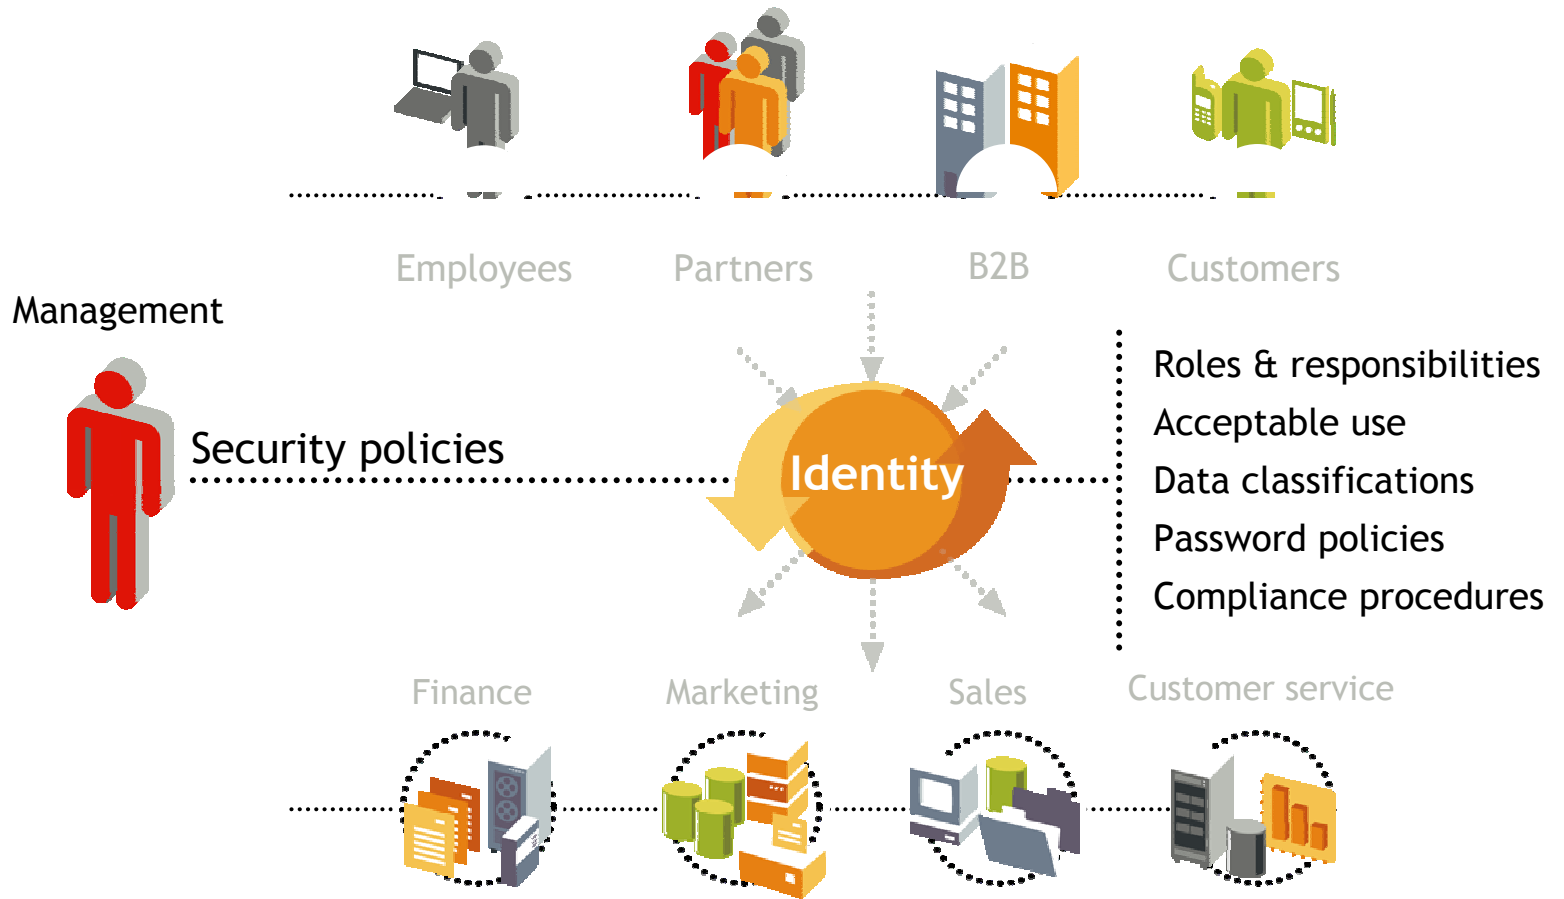 Employees
Partners
B2B
Customers
Management
Security policies
Identity
Roles & responsibilities
Acceptable use
Data classifications
Password policies
Compliance procedures
Finance
Marketing
Sales
Customer service